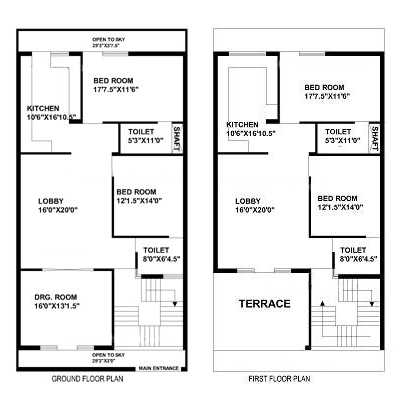 OPEN TO SKY
29'3"X3'7.5"
BED ROOM
17'7.5"X11'6"
KITCHEN
10'6"X16'10.5"
TOILET
5'3"X11'0"
SHAFT
LOBBY
16'0"X20'0"
BED ROOM
12'1.5"X14'0"
TOILET
8'0"X6'4.5"
DRG. ROOM
16'0"X13'1.5"
OPEN TO SKY
29'3"X3'0"
MAIN ENTRANCE
GROUND FLOOR PLAN
BED ROOM
17'7.5"X11'6"
KITCHEN
10'6"X16'10.5"
TOILET
5'3"X11'0"
SHAFT
LOBBY
16'0"X20'0"
BED ROOM
12'1.5"X14'0"
TOILET
8'0"X6'4.5"
TERRACE
FIRST FLOOR PLAN